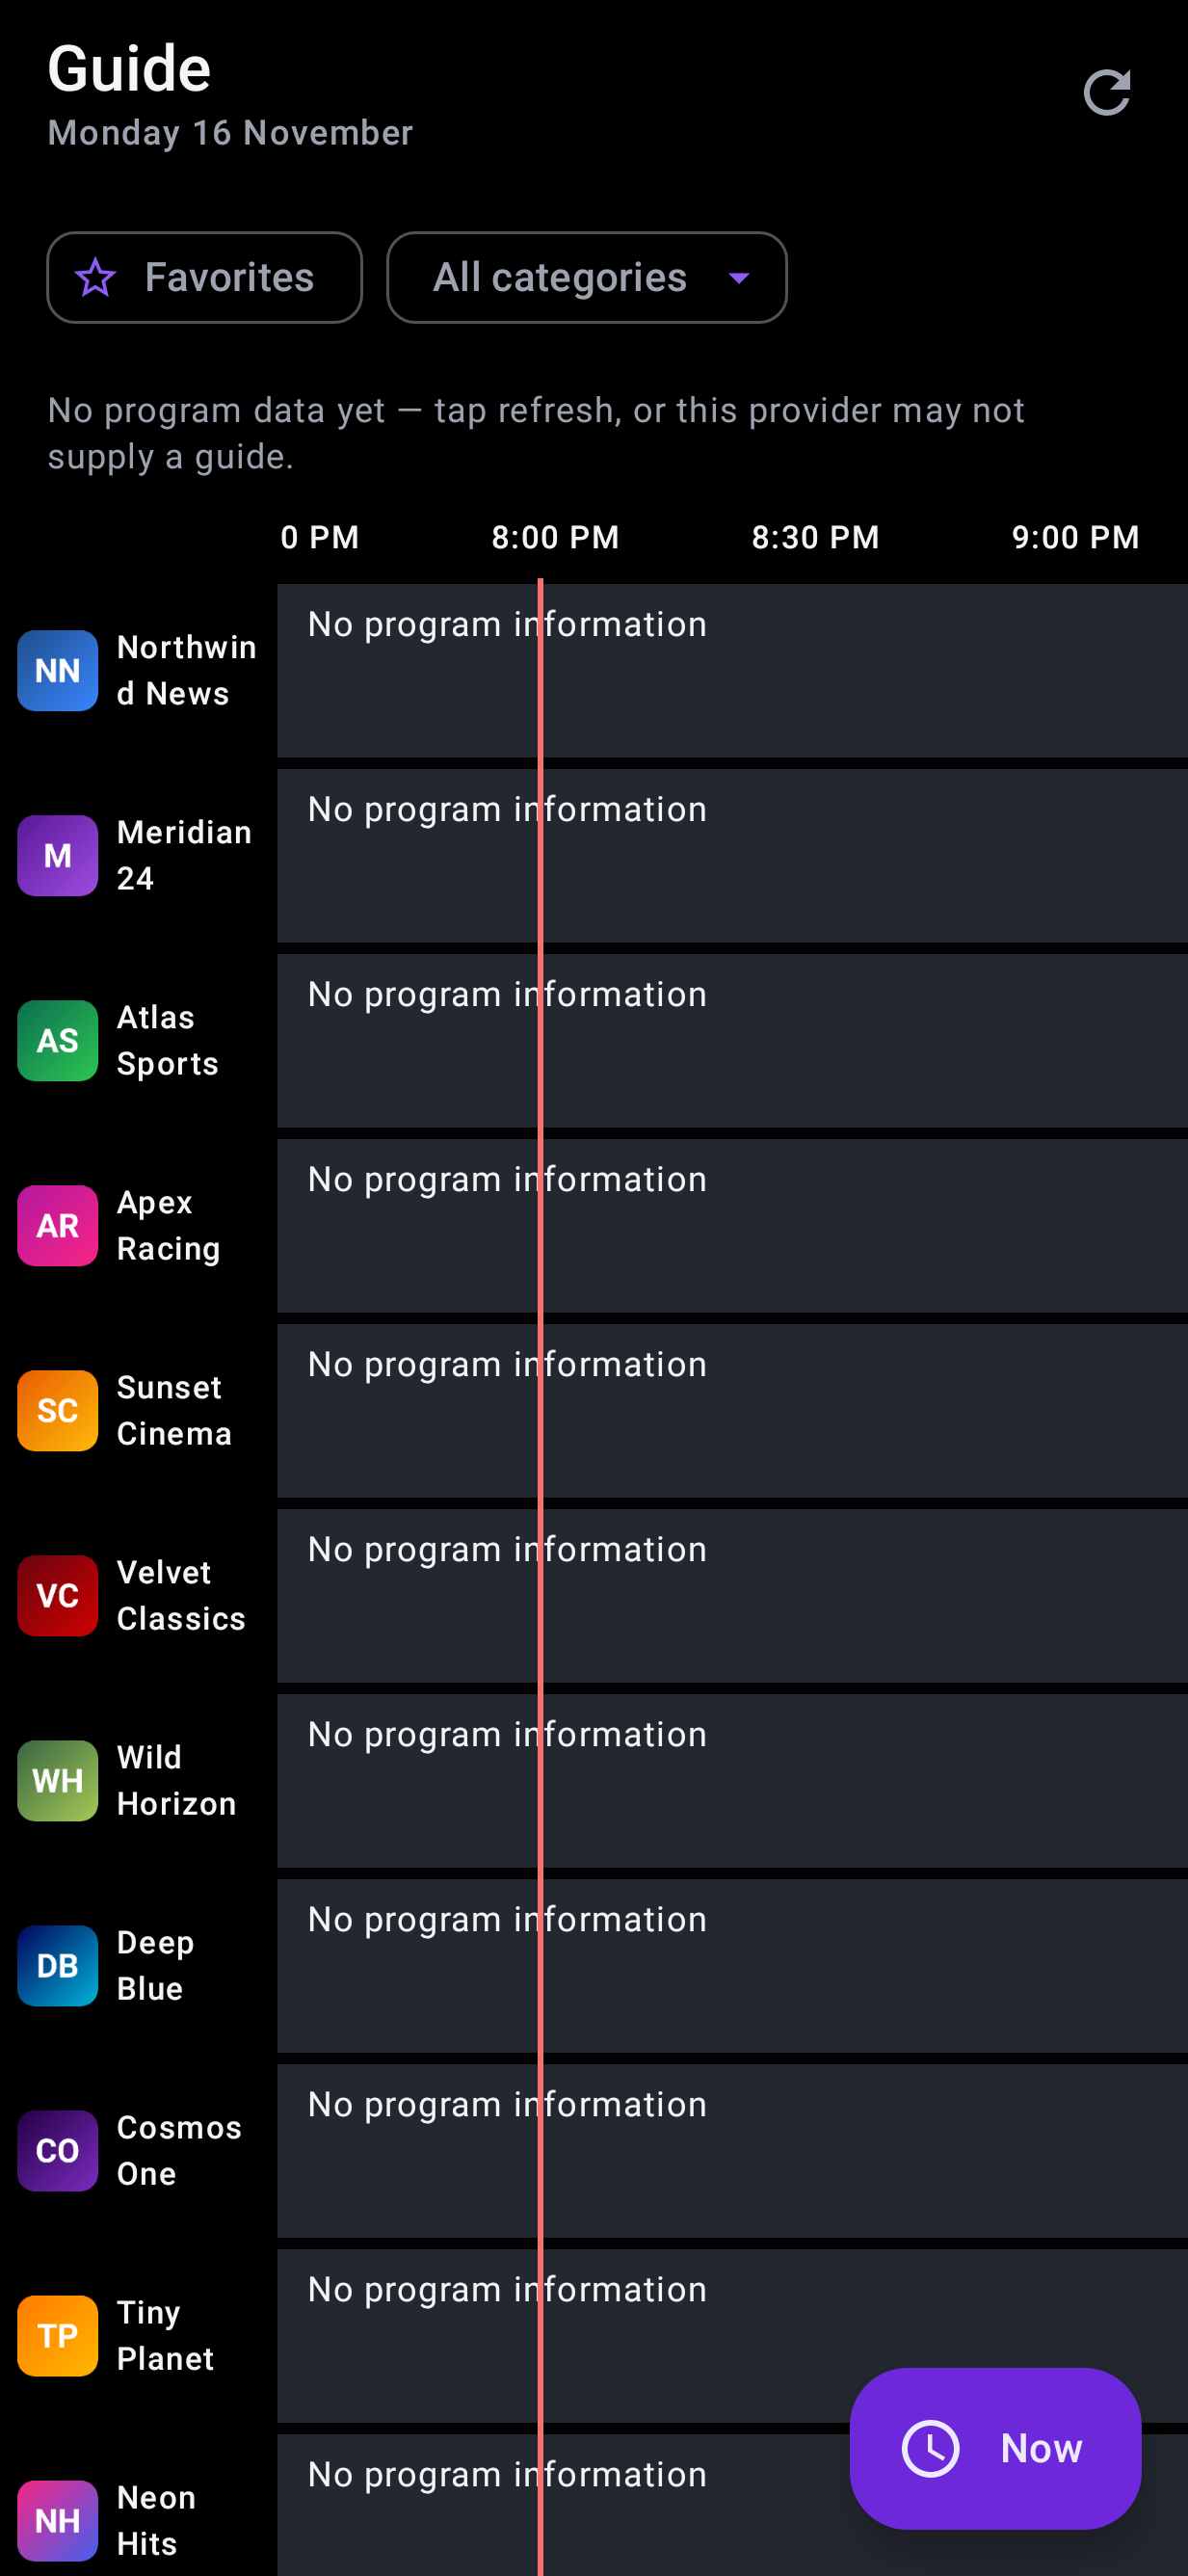 Guide
Monday 16 November
Favorites
All categories
No program data yet — tap refresh, or this provider may not
supply a guide.
0 PM 8:00 PM 8:30 PM 9:00 PM
No program information
NN
Northwin
d News
No program information
M
Meridian
24
No program information
AS
Atlas
Sports
No program information
AR
Apex
Racing
No program information
SC
Sunset
Cinema
No program information
VC
Velvet
Classics
No program information
WH
Wild
Horizon
No program information
DB
Deep
Blue
No program information
CO
Cosmos
One
No program information
TP
Tiny
Planet
Now
No program information
NH
Neon
Hits